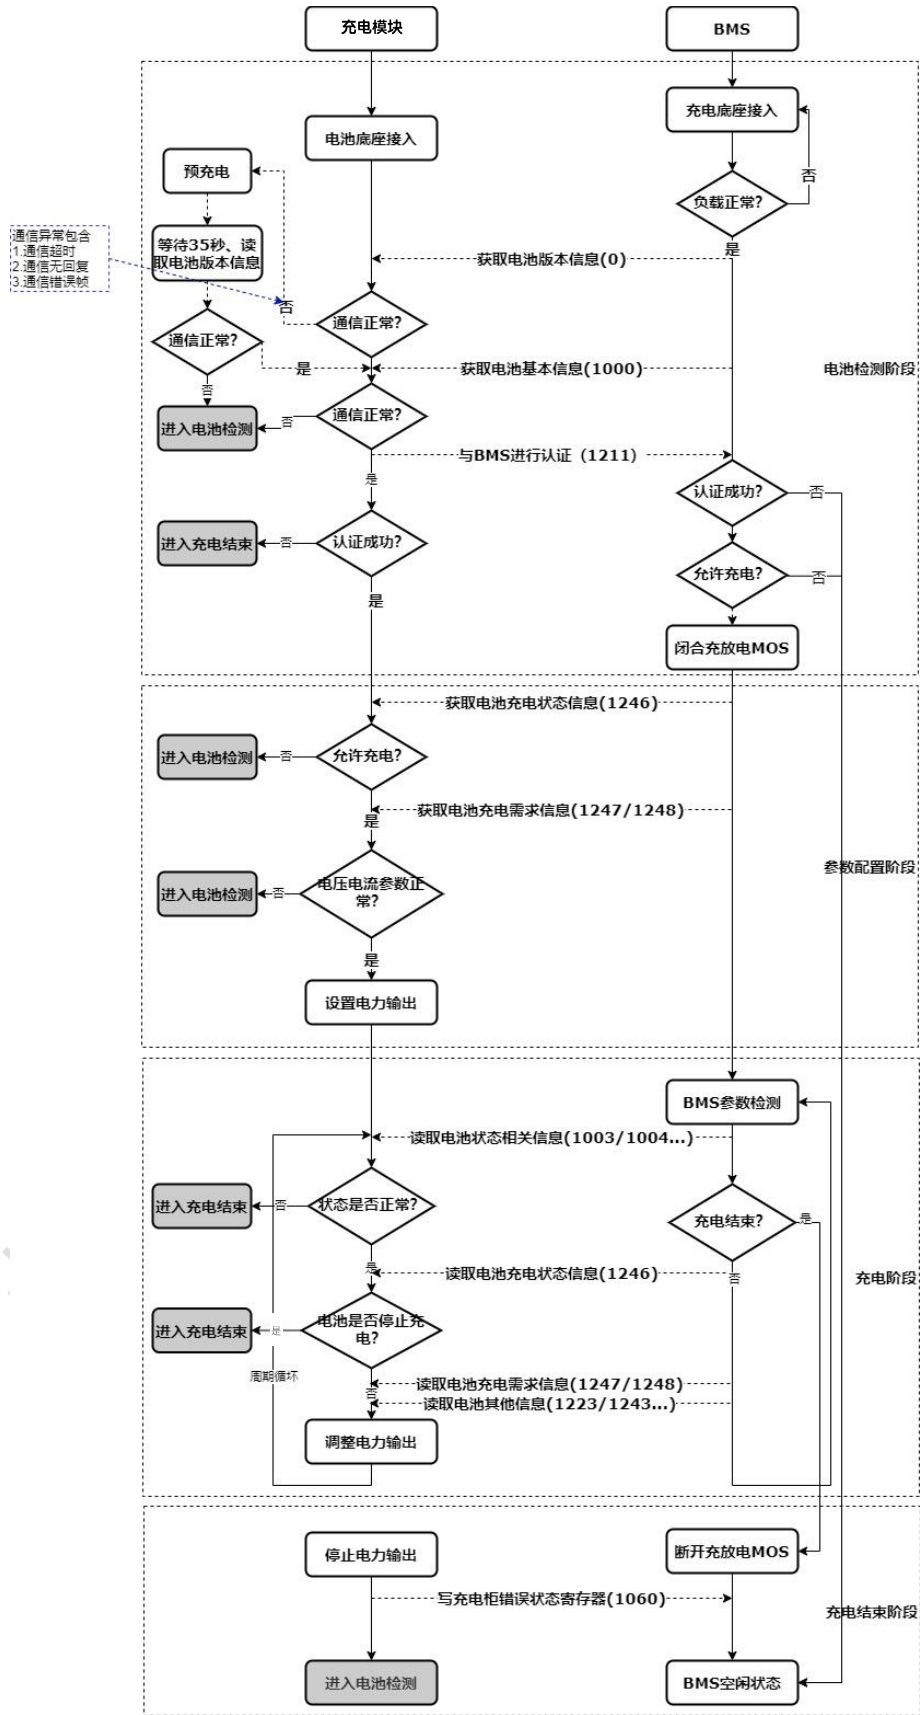 充电模块
BMS
电池底座接入
充电底座接入
否
预充电
负载正常?
是
通信异常包含
1.通信超时
2.通信无回复
3.通信错误帧
等待35秒、读
取电池版本信息
获取电池版本信息(0)
否
通信正常?
通信正常?
是
获取电池基本信息(1000)
电池检测阶段
否
进入电池检测
否
通信正常?
与BMS进行认证（1211）
是
认证成功?
否
进入充电结束
否
认证成功?
允许充电?
否
是
闭合充放电MOS
获取电池充电状态信息(1246)
进入电池检测
否
允许充电?
获取电池充电需求信息(1247/1248)
是
参数配置阶段
进入电池检测
否
电压电流参数正
常?
是
设置电力输出
BMS参数检测
读取电池状态相关信息(1003/1004...)
进入充电结束
否
状态是否正常?
充电结束?
是
是
读取电池充电状态信息(1246)
否
充电阶段
进入充电结束
是
电池是否停止充
电?
周期循环
读取电池充电需求信息(1247/1248)
否
读取电池其他信息(1223/1243...)
调整电力输出
停止电力输出
断开充放电MOS
写充电柜错误状态寄存器(1060)
充电结束阶段
进入电池检测
BMS空闲状态